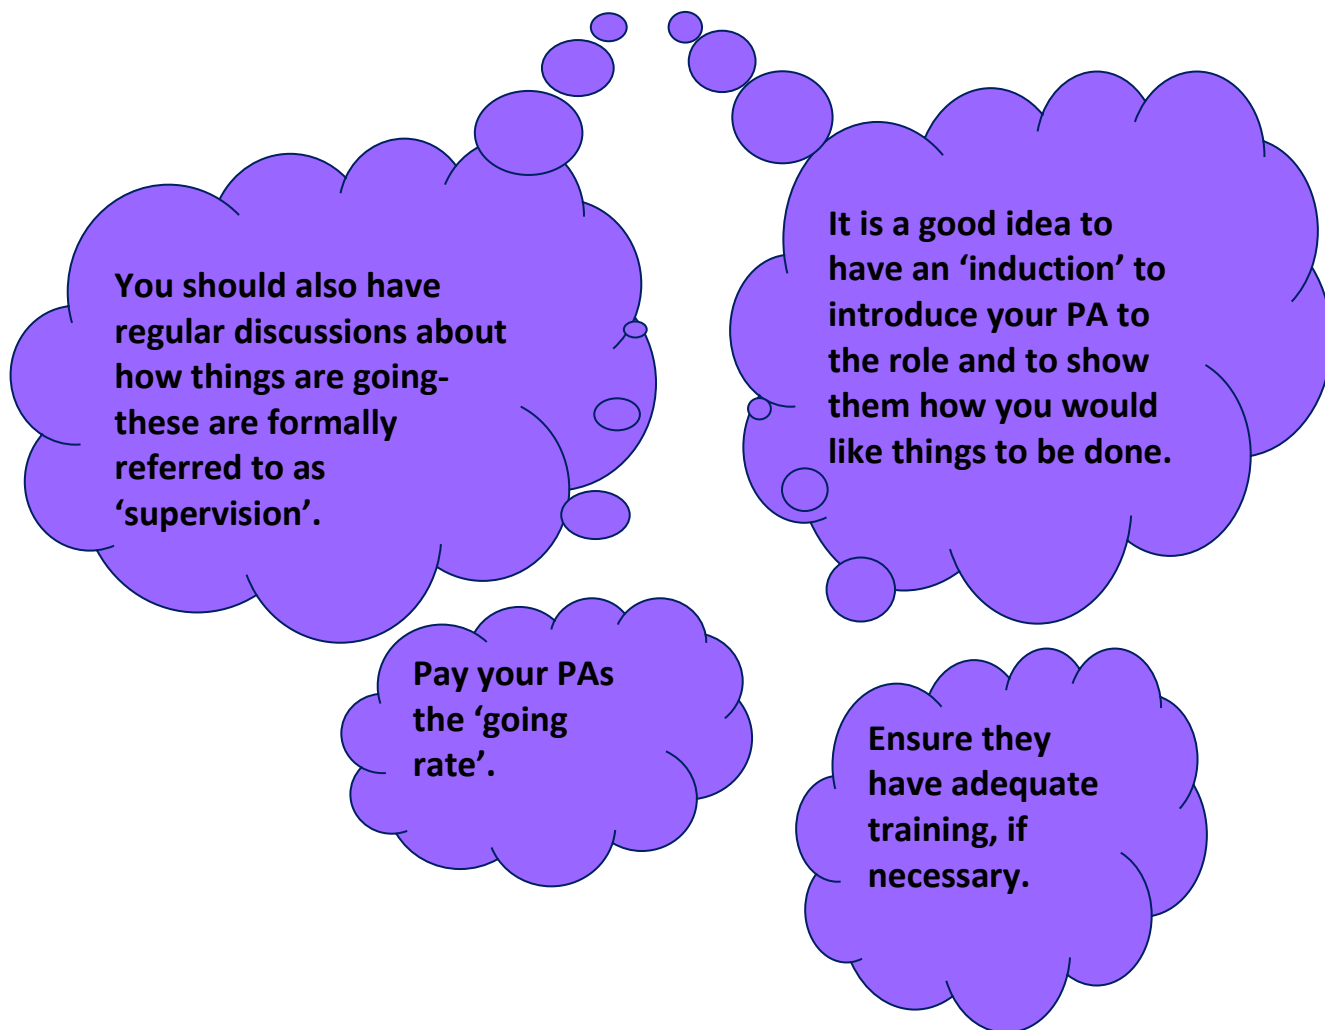 You should also have
regular discussions about
how things are going-
these are formally
referred to as
‘supervision’.
It is a good idea to
have an ‘induction’ to
introduce your PA to
the role and to show
them how you would
like things to be done.
Pay your PAs
the ‘going
rate’.
Ensure they
have adequate
training, if
necessary.